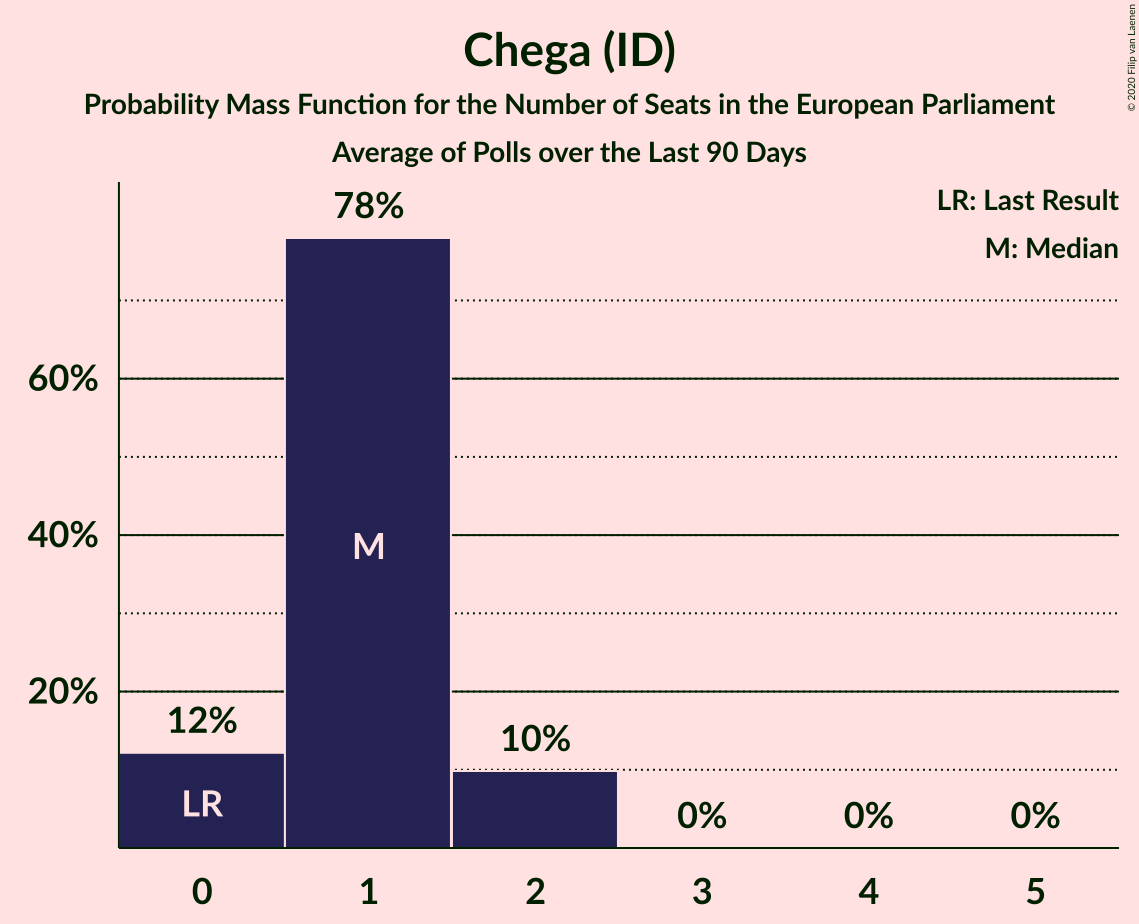 Chega (ID)
Probability Mass Function for the Number of Seats in the European Parliament
Average of Polls over the Last 90 Days
© 2020 Filip van Laenen
LR: Last Result
M: Median
78%
60%
40%
20%
M
12%
LR
10%
0%
0%
0%
0
1
2
3
4
5